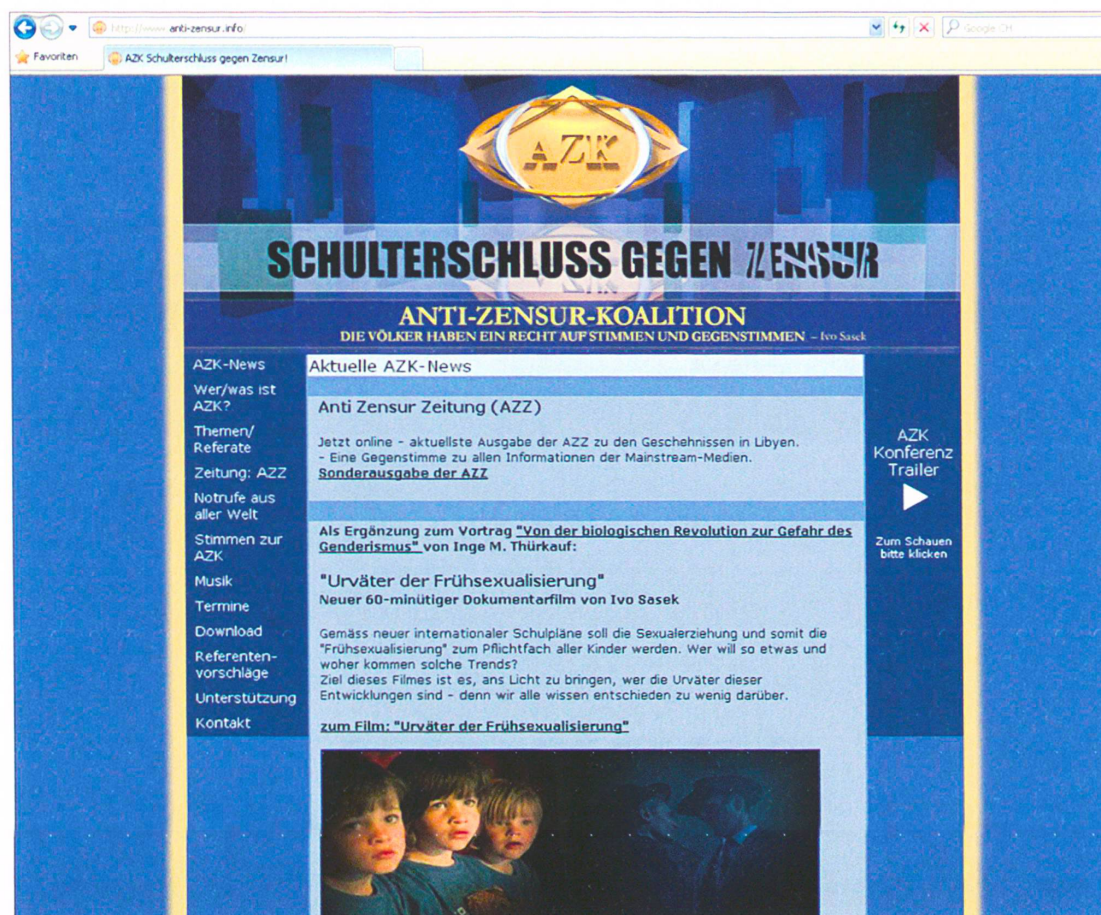 http://www.anti-zensur.info/
Google CH
Favoriten
AZK Schulterschluss gegen Zensur!
AZK
SCHULTERSCHLUSS GEGEN ZENSUR
ANTI-ZENSUR-KOALITION
DIE VÖLKER HABEN EIN RECHT AUF STIMMEN UND GEGENSTIMMEN – Ivo Sasek
AZK-News
Wer/was ist
AZK?
Themen/
Referate
Zeitung: AZZ
Notrufe aus
aller Welt
Stimmen zur
AZK
Musik
Termine
Download
Referenten-
vorschläge
Unterstützung
Kontakt
Aktuelle AZK-News
Anti Zensur Zeitung (AZZ)
Jetzt online - aktuellste Ausgabe der AZZ zu den Geschehnissen in Libyen.
- Eine Gegenstimme zu allen Informationen der Mainstream-Medien.
Sonderausgabe der AZZ
Als Ergänzung zum Vortrag "Von der biologischen Revolution zur Gefahr des
Genderismus" von Inge M. Thürkauf:
"Urväter der Frühsexualisierung"
Neuer 60-minütiger Dokumentarfilm von Ivo Sasek
Gemäss neuer internationaler Schulpläne soll die Sexualerziehung und somit die
"Frühsexualisierung" zum Pflichtfach aller Kinder werden. Wer will so etwas und
woher kommen solche Trends?
Ziel dieses Filmes ist es, ans Licht zu bringen, wer die Urväter dieser
Entwicklungen sind - denn wir alle wissen entschieden zu wenig darüber.
zum Film: "Urväter der Frühsexualisierung"
AZK
Konferenz
Trailer
Zum Schauen
bitte klicken